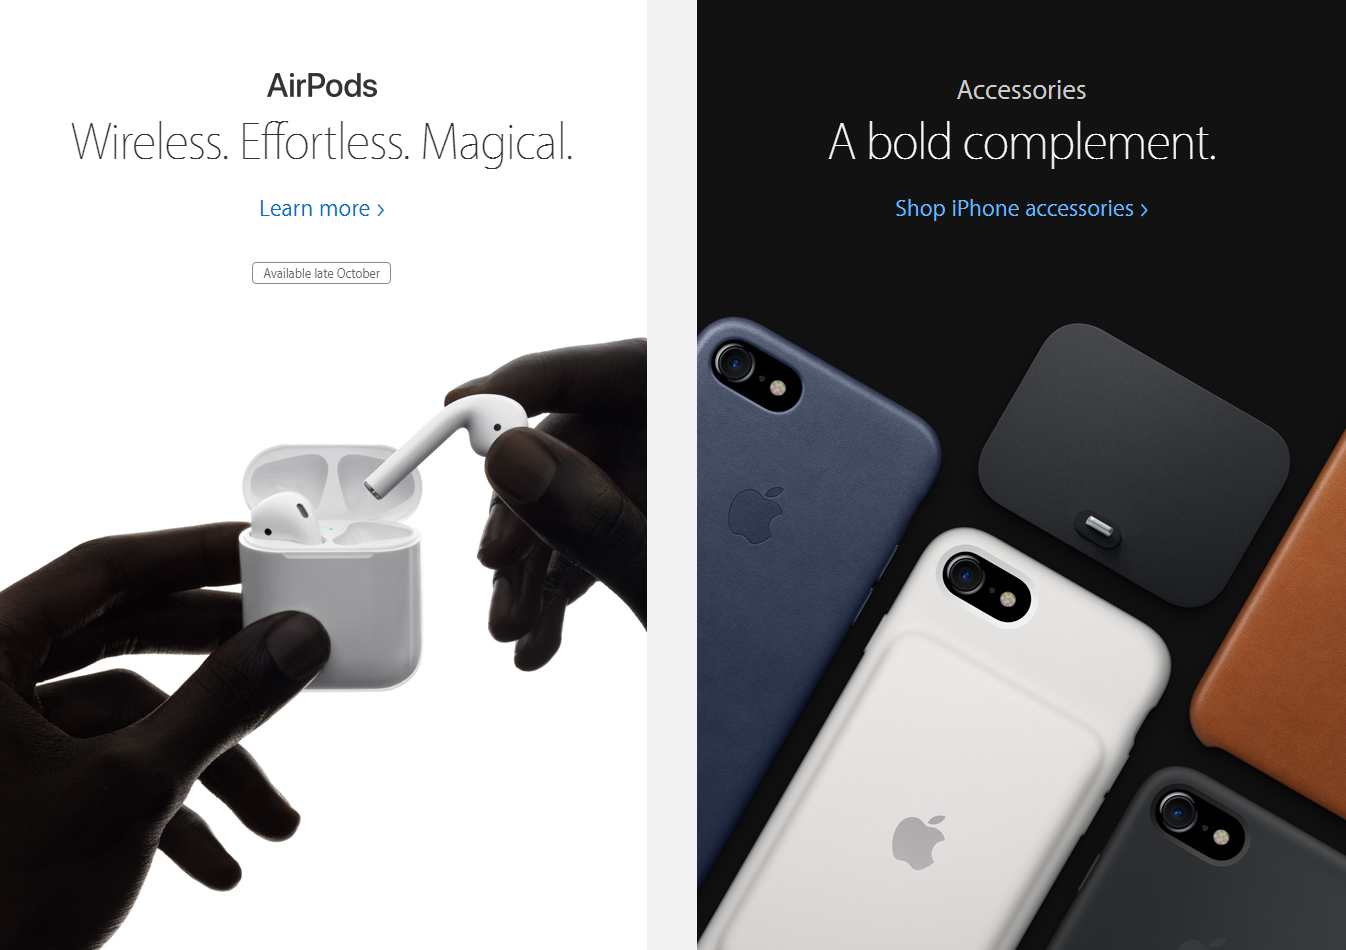 AirPods
Wireless. Effortless. Magical.
Learn more >
Available late October
Accessories
A bold complement.
Shop iPhone accessories >